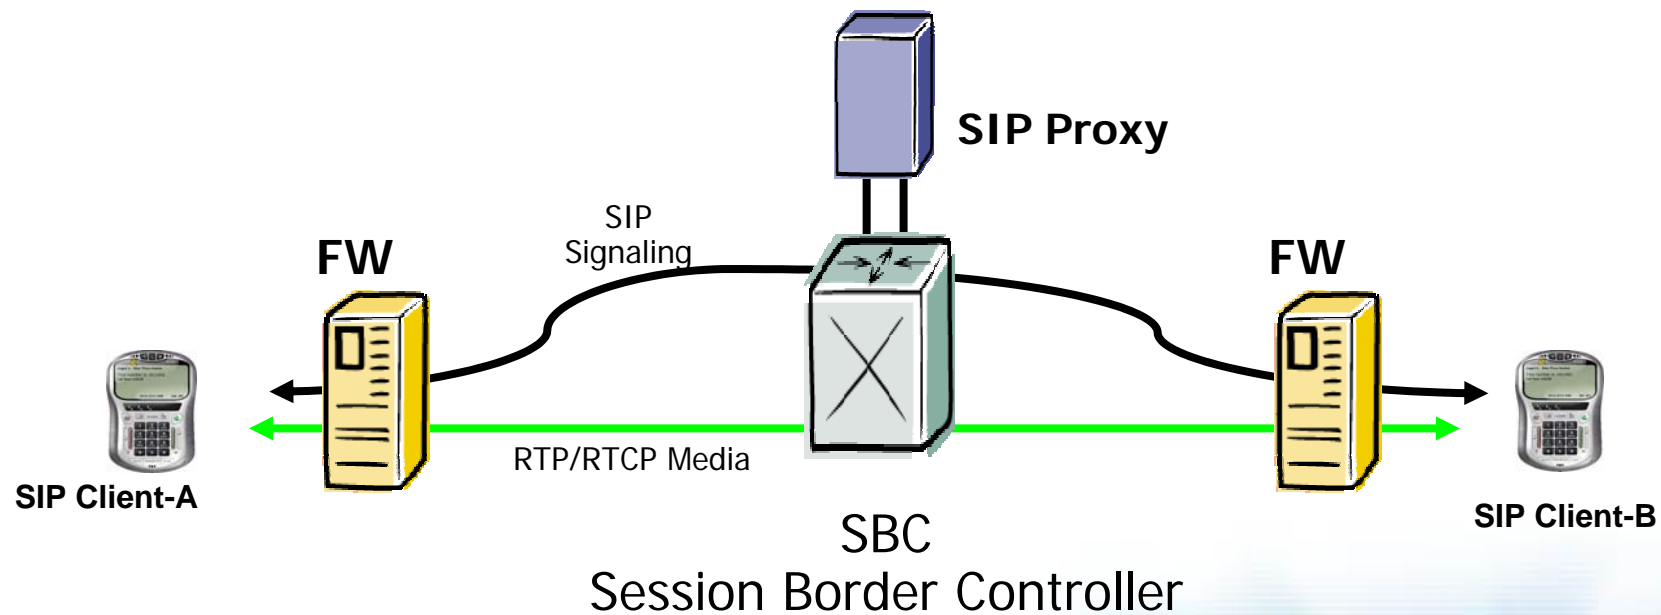 SIP Proxy
SIP
Signaling
FW
FW
RTP/RTCP Media
SIP Client-A
SIP Client-B
SBC
Session Border Controller